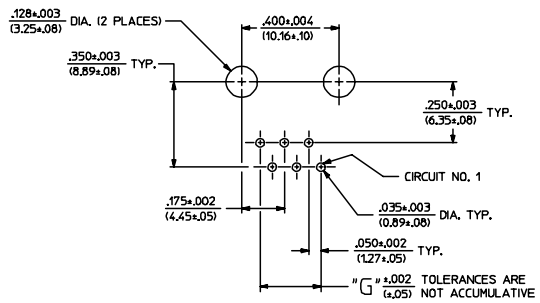 .128±.003
(3.25±.08) DIA. (2 PLACES)
.400±.004
(10.16±.10)
.350±.003
(8.89±.08) TYP.
.250±.003
(6.35±.08) TYP.
CIRCUIT NO. 1
.175±.002
(4.45±.05)
.035±.003
(0.89±.08) DIA. TYP.
.050±.002
(1.27±.05) TYP.
"G" ±.002 TOLERANCES ARE
(±.05) NOT ACCUMULATIVE